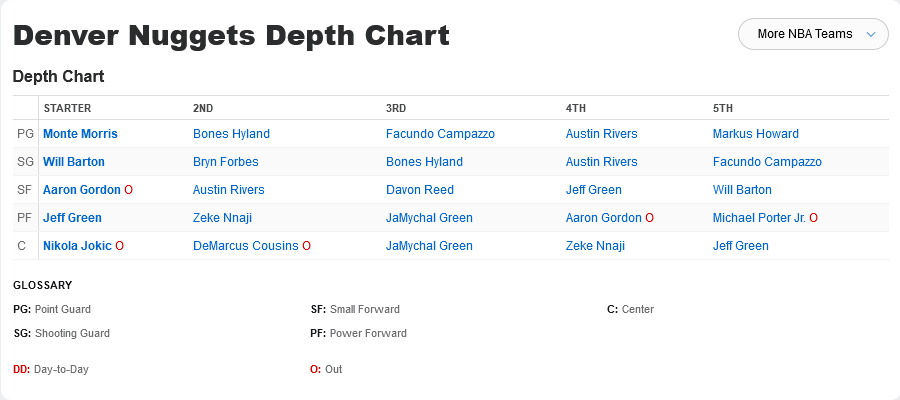 Denver Nuggets Depth Chart
More NBA Teams
Depth Chart
STARTER 2ND 3RD 4TH 5TH
PG Monte Morris Bones Hyland Facundo Campazzo Austin Rivers Markus Howard
SG Will Barton Bryn Forbes Bones Hyland Austin Rivers Facundo Campazzo
SF Aaron Gordon O Austin Rivers Davon Reed Jeff Green Will Barton
PF Jeff Green Zeke Nnaji JaMychal Green Aaron Gordon O Michael Porter Jr. O
C Nikola Jokic O DeMarcus Cousins O JaMychal Green Zeke Nnaji Jeff Green
GLOSSARY
PG: Point Guard SF: Small Forward C: Center
SG: Shooting Guard PF: Power Forward
DD: Day-to-Day O: Out